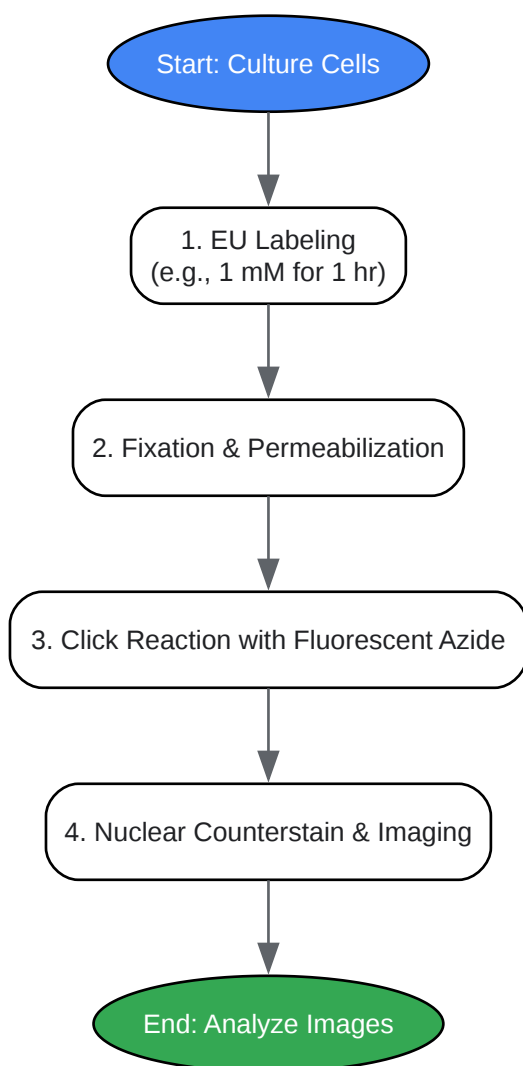 Start: Culture Cells
1. EU Labeling
(e.g., 1 mM for 1 hr)
2. Fixation & Permeabilization
3. Click Reaction with Fluorescent Azide
4. Nuclear Counterstain & Imaging
End: Analyze Images